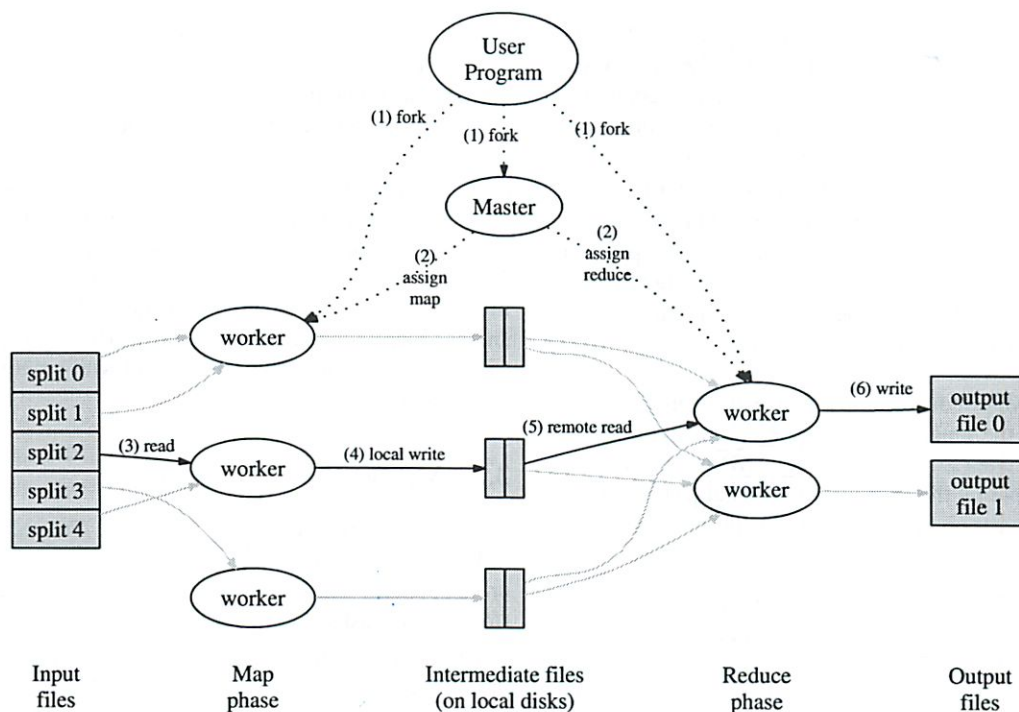 User
Program
(1) fork
(1) fork
(1) fork
Master
(2)
assign
map
(2)
assign
reduce
worker
split 0
split 1
split 2
split 3
split 4
(3) read
worker
(4) local write
(5) remote read
worker
(6) write
output
file 0
worker
output
file 1
worker
Input
files
Map
phase
Intermediate files
(on local disks)
Reduce
phase
Output
files